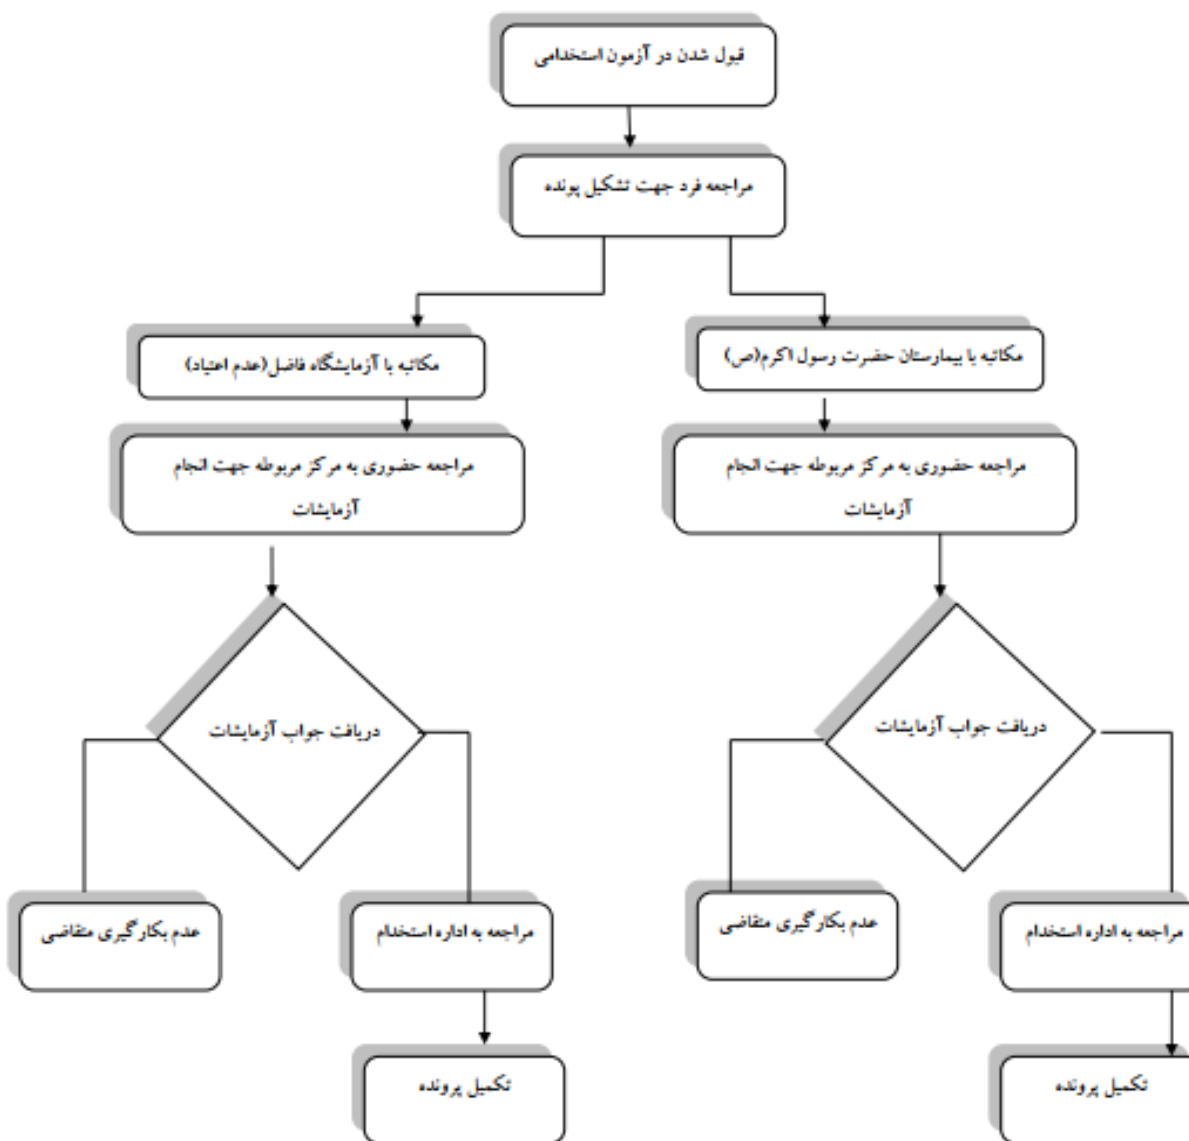 قبول شدن در آزمون استخدامی
مراجعه فرد جهت تشکیل پونده
مکاتبه با بیمارستان حضرت رسول اکرم(ص)
مکاتبه با آزمایشگاه فاضل(عدم اعتیاد)
مراجعه حضوری به مرکز مربوطه جهت انجام
آزمایشات
مراجعه حضوری به مرکز مربوطه جهت انجام
آزمایشات
دریافت جواب آزمایشات
دریافت جواب آزمایشات
مراجعه به اداره استخدام
عدم بکارگیری متقاضی
مراجعه به اداره استخدام
عدم بکارگیری متقاضی
تکمیل پرونده
تکمیل پرونده